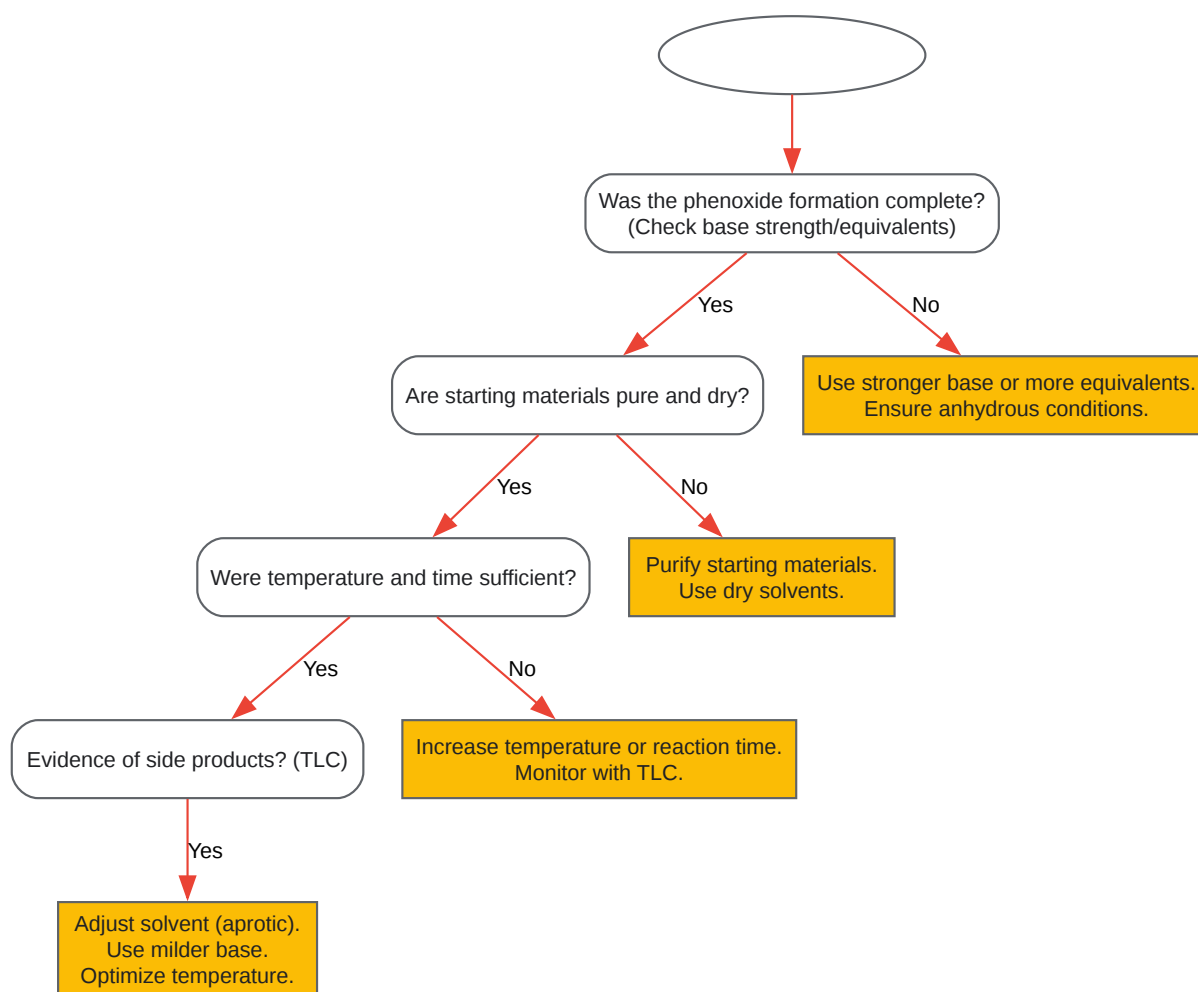 Was the phenoxide formation complete?
(Check base strength/equivalents)
Yes
No
Are starting materials pure and dry?
Use stronger base or more equivalents.
Ensure anhydrous conditions.
Yes
No
Were temperature and time sufficient?
Purify starting materials.
Use dry solvents.
Yes
No
Evidence of side products? (TLC)
Increase temperature or reaction time.
Monitor with TLC.
Yes
Adjust solvent (aprotic).
Use milder base.
Optimize temperature.